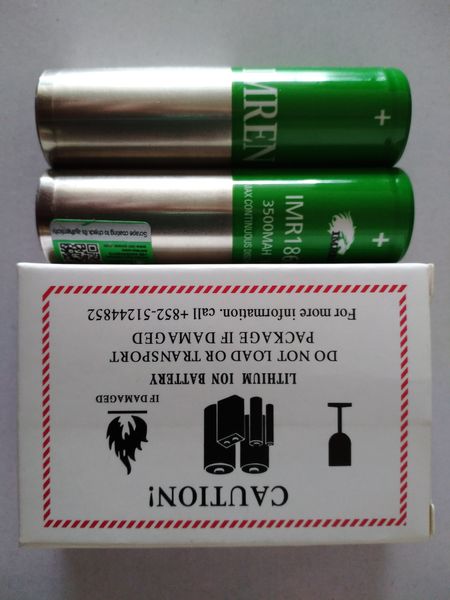 IMREN
+
IMR18
3500MAH
MAX CONTINUOUS
+
Scrape coating to check its authenticity
CAUTION!
IF DAMAGED
LITHIUM ION BATTERY
DO NOT LOAD OR TRANSPORT
PACKAGE IF DAMAGED
For more information. call +852-51244852